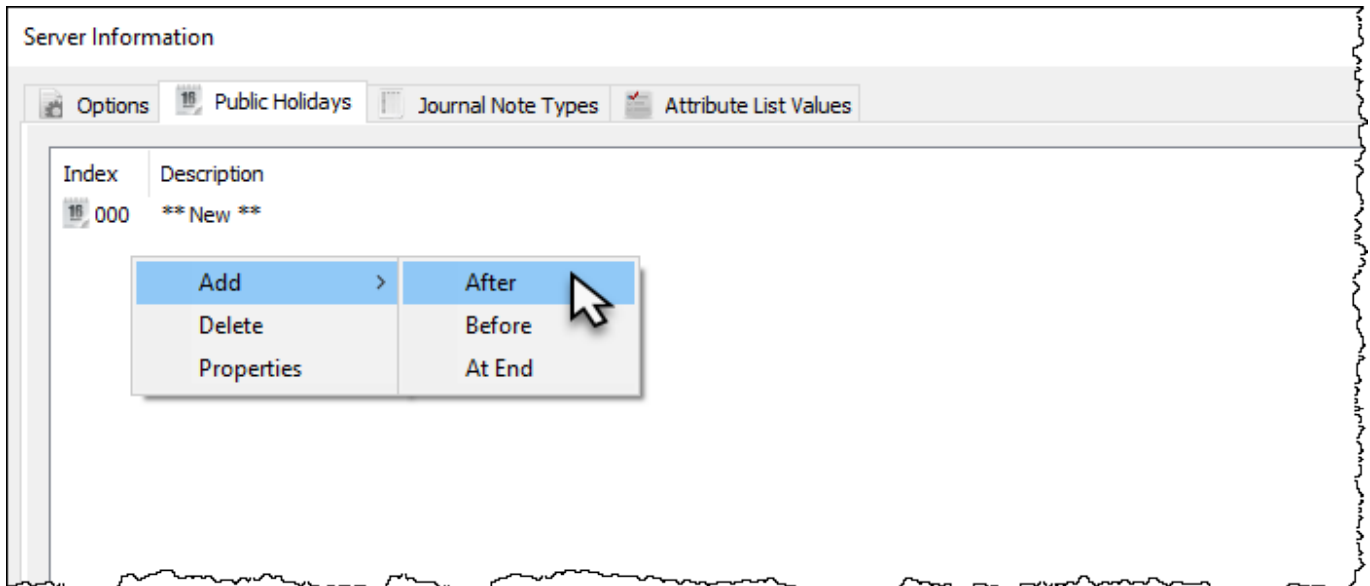 Server Information
Options Public Holidays Journal Note Types Attribute List Values
Index Description
16 000 ** New **
Add > After
Delete Before
Properties At End